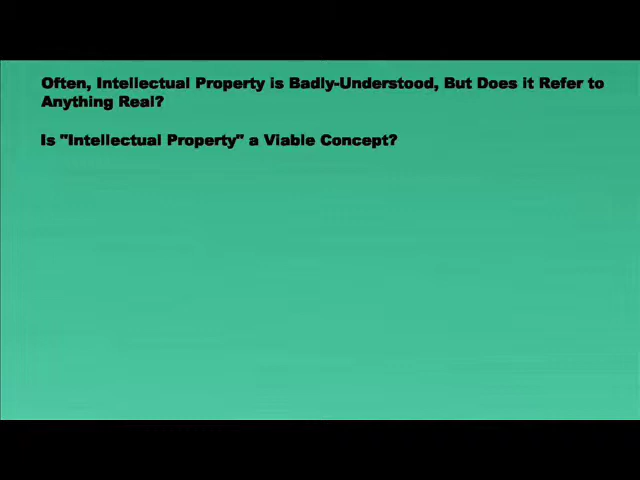 Often, Intellectual Property is Badly-Understood, But Does it Refer to
Anything Real?
Is "Intellectual Property" a Viable Concept?